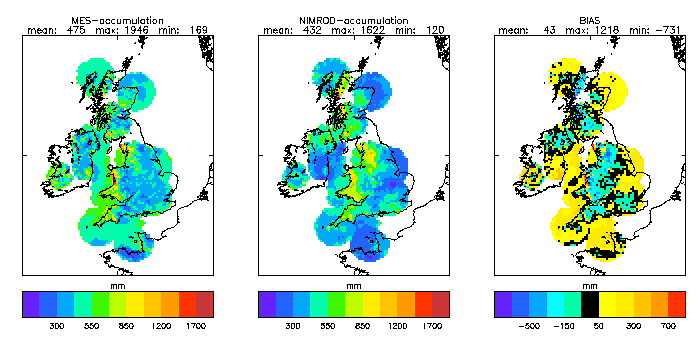 MES-accumulation
mean: 475 max: 1946 min: 169
NIMROD-accumulation
mean: 432 max: 1622 min: 120
BIAS
mean: 43 max: 1218 min: -731
mm
300 550 850 1200 1700
mm
300 550 850 1200 1700
mm
-500 -150 50 300 700